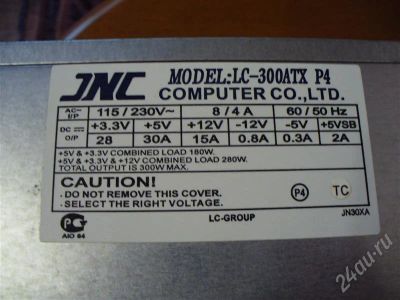 JNC
MODEL:LC-300ATX P4
COMPUTER CO.,LTD.
AC~ I/P 115/230V~ 8/4A 60/50 Hz
DC⎓ O/P +3.3V +5V +12V -12V -5V +5VSB
28 30A 15A 0.8A 0.3A 2A
+5V & +3.3V COMBINED LOAD 180W.
+5V & +3.3V & +12V COMBINED LOAD 280W.
TOTAL OUTPUT IS 300W MAX.
CAUTION!
- DO NOT REMOVE THIS COVER.
- SELECT THE RIGHT VOLTAGE.
P4
TC
LC-GROUP
JN30XA
24au.ru